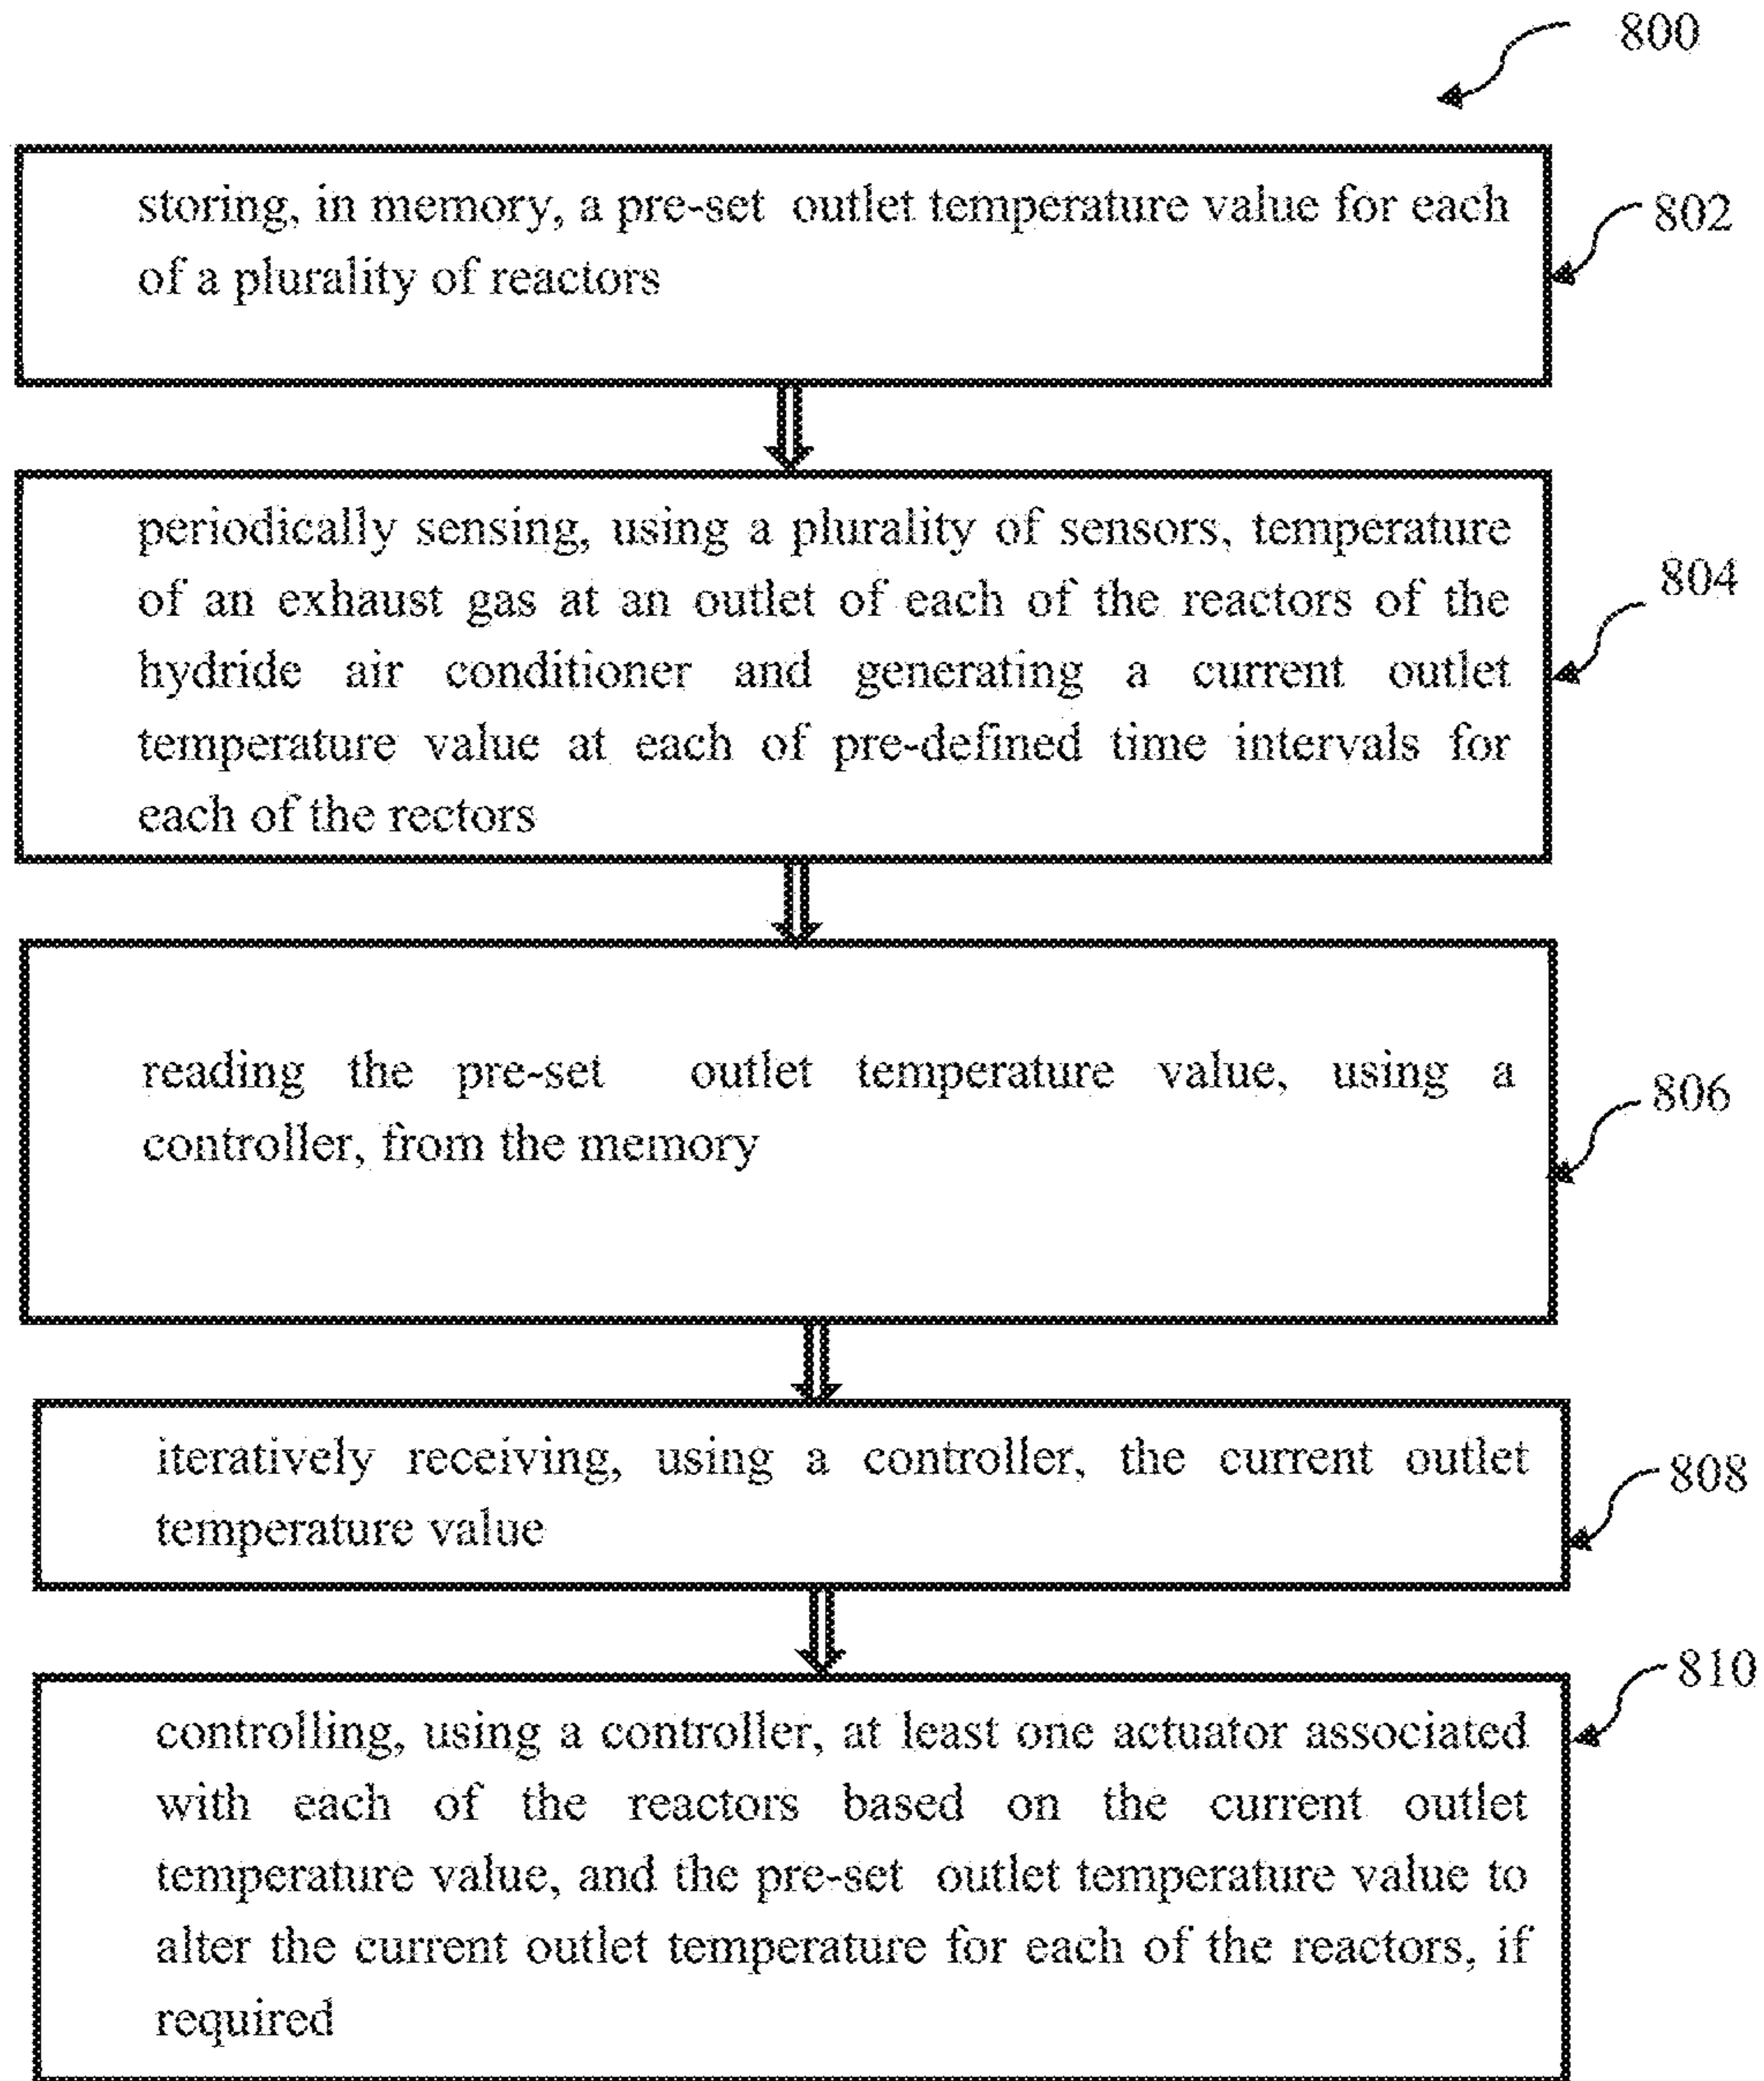 800
storing, in memory, a pre-set outlet temperature value for each
of a plurality of reactors
802
periodically sensing, using a plurality of sensors, temperature
of an exhaust gas at an outlet of each of the reactors of the
hydride air conditioner and generating a current outlet
temperature value at each of pre-defined time intervals for
each of the rectors
804
reading the pre-set outlet temperature value, using a
controller, from the memory
806
iteratively receiving, using a controller, the current outlet
temperature value
808
controlling, using a controller, at least one actuator associated
with each of the reactors based on the current outlet
temperature value, and the pre-set outlet temperature value to
alter the current outlet temperature for each of the reactors, if
required
810